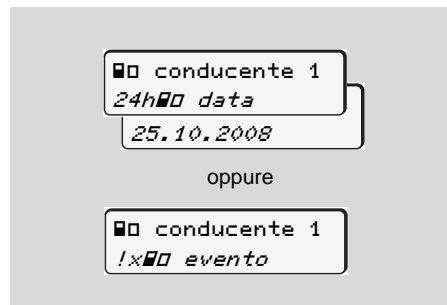 conducente 1
24h data
25.10.2008
oppure
conducente 1
!x evento